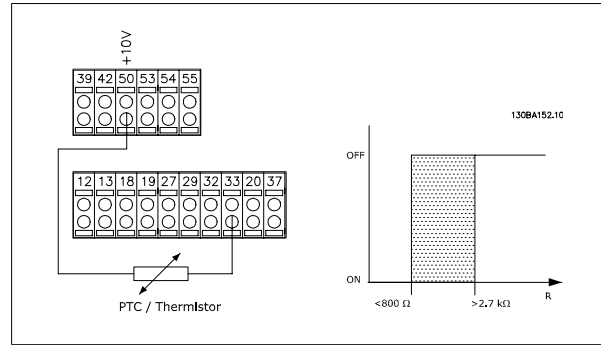 +10V
39 42 50 53 54 55
12 13 18 19 27 29 32 33 20 37
PTC / Thermistor
130BA152.10
OFF
ON
R
<800 Ω >2.7 kΩ